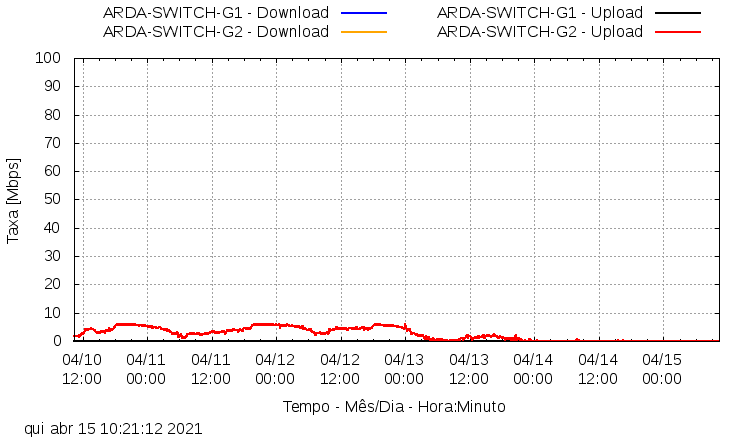 ARDA-SWITCH-G1 - Download ARDA-SWITCH-G1 - Upload
ARDA-SWITCH-G2 - Download ARDA-SWITCH-G2 - Upload
100
90
80
70
60
50
40
30
20
10
0
Taxa [Mbps]
04/10 04/11 04/11 04/12 04/12 04/13 04/13 04/14 04/14 04/15
12:00 00:00 12:00 00:00 12:00 00:00 12:00 00:00 12:00 00:00
Tempo - Mês/Dia - Hora:Minuto
qui abr 15 10:21:12 2021